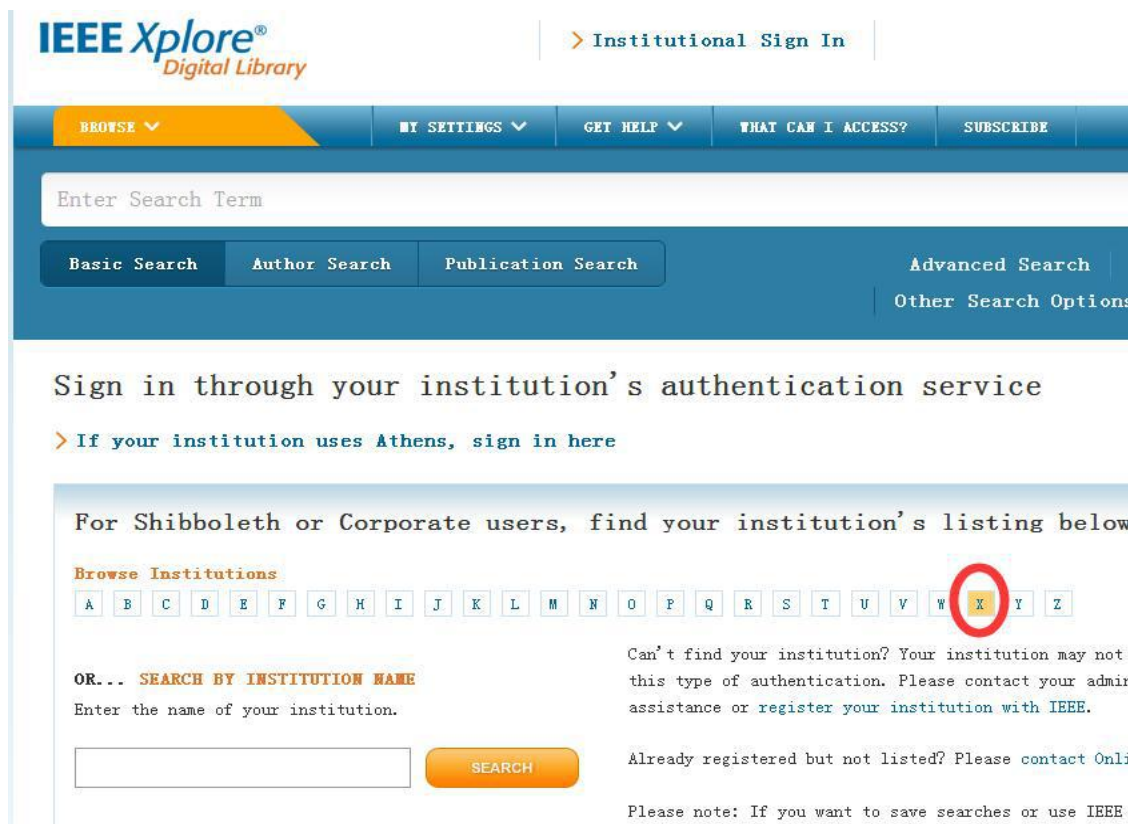 IEEE Xplore®
Digital Library
Institutional Sign In
BROWSE MY SETTINGS GET HELP WHAT CAN I ACCESS? SUBSCRIBE
Enter Search Term
Basic Search Author Search Publication Search
Advanced Search
Other Search Options
Sign in through your institution's authentication service
If your institution uses Athens, sign in here
For Shibboleth or Corporate users, find your institution's listing below
Browse Institutions
A B C D E F G H I J K L M N O P Q R S T U V W X Y Z
OR... SEARCH BY INSTITUTION NAME
Enter the name of your institution.
SEARCH
Can't find your institution? Your institution may not
this type of authentication. Please contact your admin
assistance or register your institution with IEEE.
Already registered but not listed? Please contact Onli
Please note: If you want to save searches or use IEEE